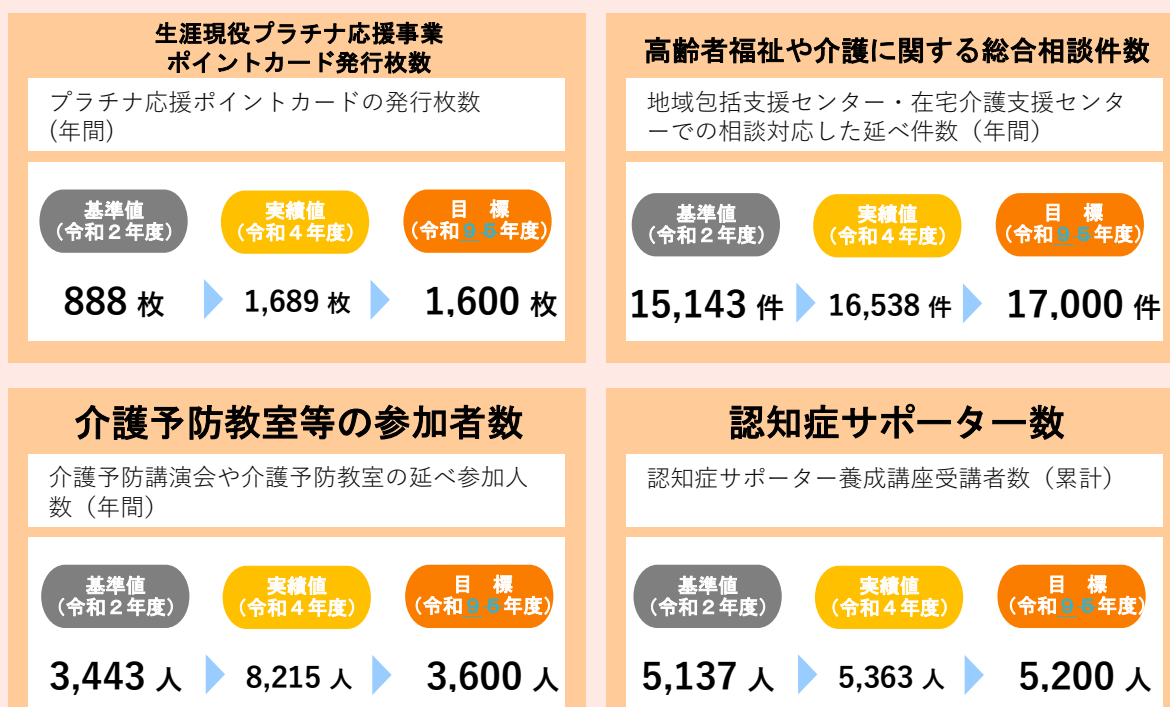 生涯現役プラチナ応援事業
ポイントカード発行枚数
プラチナ応援ポイントカードの発行枚数
(年間)
基準値
（令和２年度）
実績値
（令和４年度）
目　標
（令和９６年度）
888 枚
1,689 枚
1,600 枚
高齢者福祉や介護に関する総合相談件数
地域包括支援センター・在宅介護支援センタ
ーでの相談対応した延べ件数（年間）
基準値
（令和２年度）
実績値
（令和４年度）
目　標
（令和９６年度）
15,143 件
16,538 件
17,000 件
介護予防教室等の参加者数
介護予防講演会や介護予防教室の延べ参加人
数（年間）
基準値
（令和２年度）
実績値
（令和４年度）
目　標
（令和９６年度）
3,443 人
8,215 人
3,600 人
認知症サポーター数
認知症サポーター養成講座受講者数（累計）
基準値
（令和２年度）
実績値
（令和４年度）
目　標
（令和９６年度）
5,137 人
5,363 人
5,200 人